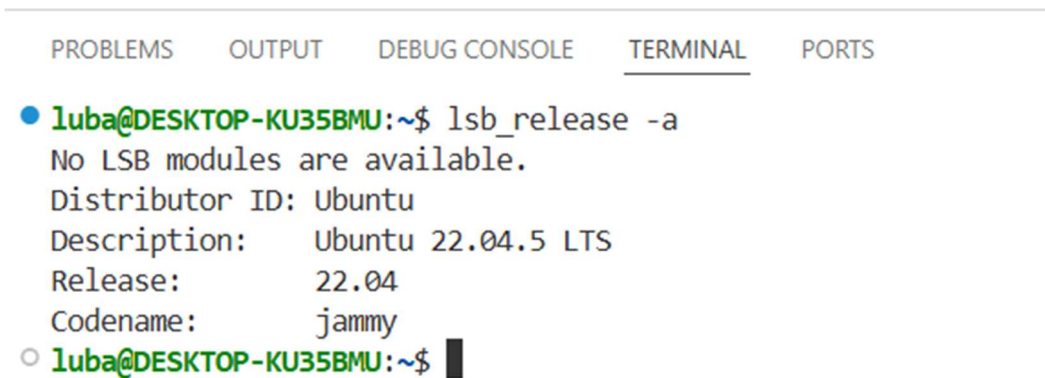 PROBLEMS OUTPUT DEBUG CONSOLE TERMINAL PORTS
luba@DESKTOP-KU35BMU:~$ lsb_release -a
No LSB modules are available.
Distributor ID: Ubuntu
Description: Ubuntu 22.04.5 LTS
Release: 22.04
Codename: jammy
luba@DESKTOP-KU35BMU:~$